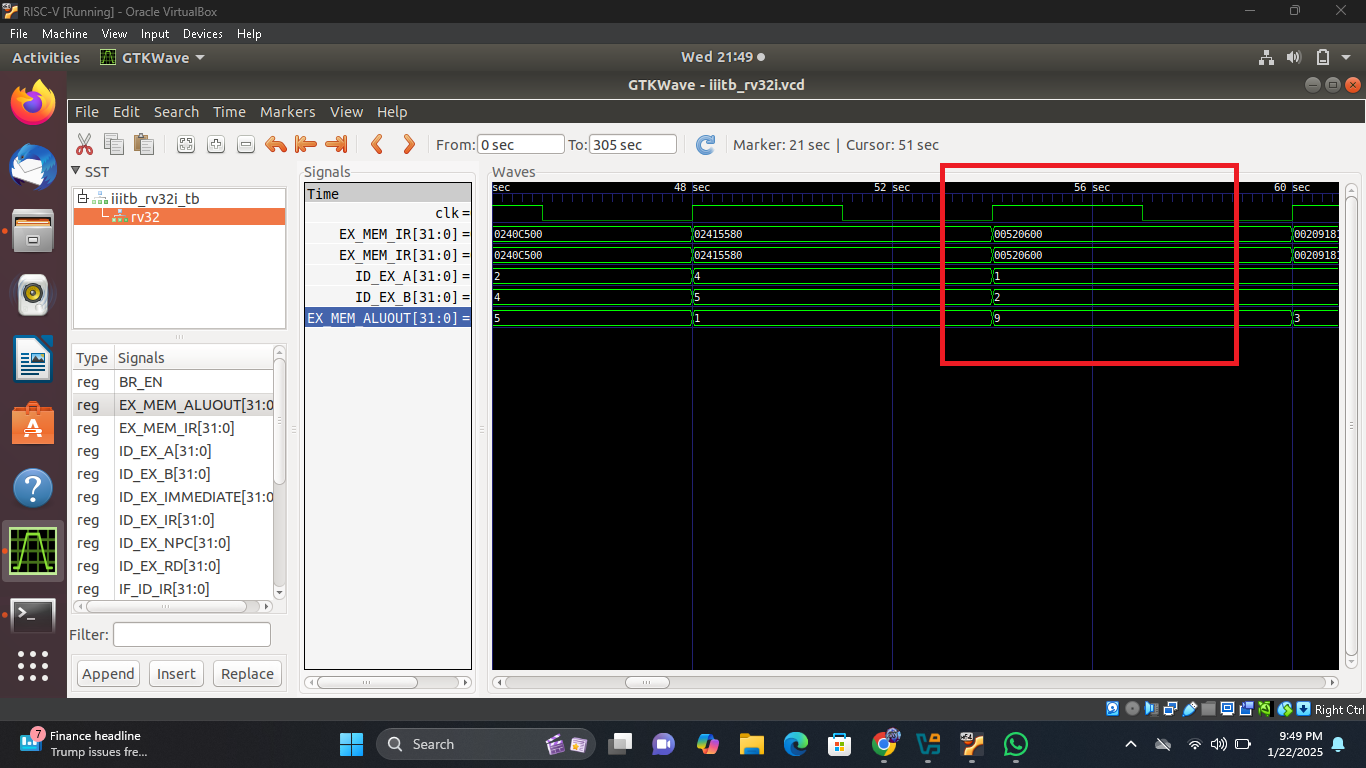 RISC-V [Running] - Oracle VirtualBox
File Machine View Input Devices Help
Activities GTKWave Wed 21:49
GTKWave - iiitb_rv32i.vcd
File Edit Search Time Markers View Help
From: 0 sec To: 305 sec Marker: 21 sec | Cursor: 51 sec
SST
iiitb_rv32i_tb
rv32
Type Signals
reg BR_EN
reg EX_MEM_ALUOUT[31:0
reg EX_MEM_IR[31:0]
reg ID_EX_A[31:0]
reg ID_EX_B[31:0]
reg ID_EX_IMMEDIATE[31:0
reg ID_EX_IR[31:0]
reg ID_EX_NPC[31:0]
reg ID_EX_RD[31:0]
reg IF_ID_IR[31:0]
Filter:
Append Insert Replace
Signals
Time
clk=
EX_MEM_IR[31:0]=
EX_MEM_IR[31:0]=
ID_EX_A[31:0]=
ID_EX_B[31:0]=
EX_MEM_ALUOUT[31:0]=
Waves
sec 48 sec 52 sec 56 sec 60 sec
0240C500 02415580 00520600 00209181
0240C500 02415580 00520600 00209181
2 4 1
4 5 2
5 1 9 3
Right Ctrl
7
Finance headline
Trump issues fre...
Search
9:49 PM
1/22/2025